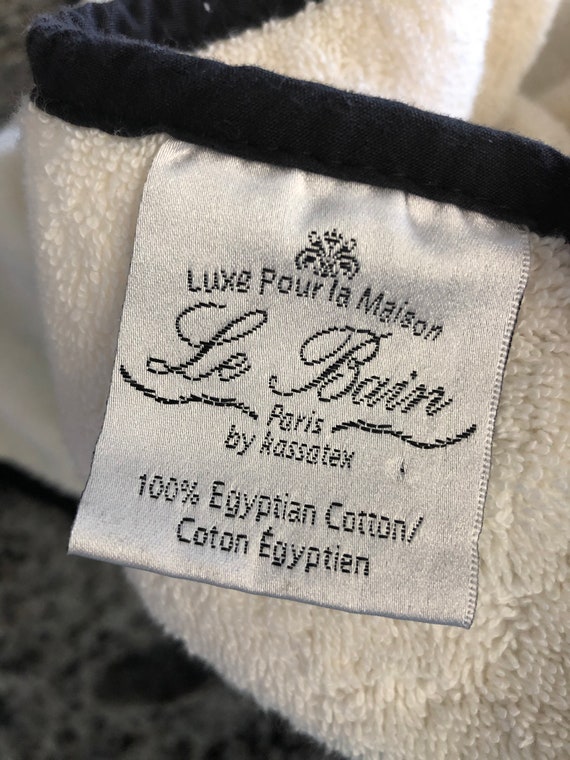 Luxe Pour la Maison
Le Bain
Paris
by kassatex
100% Egyptian Cotton/
Coton Égyptien